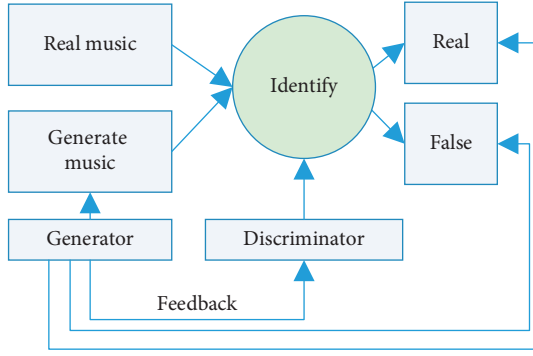 Real music
Identify
Real
Generate
music
False
Generator
Discriminator
Feedback